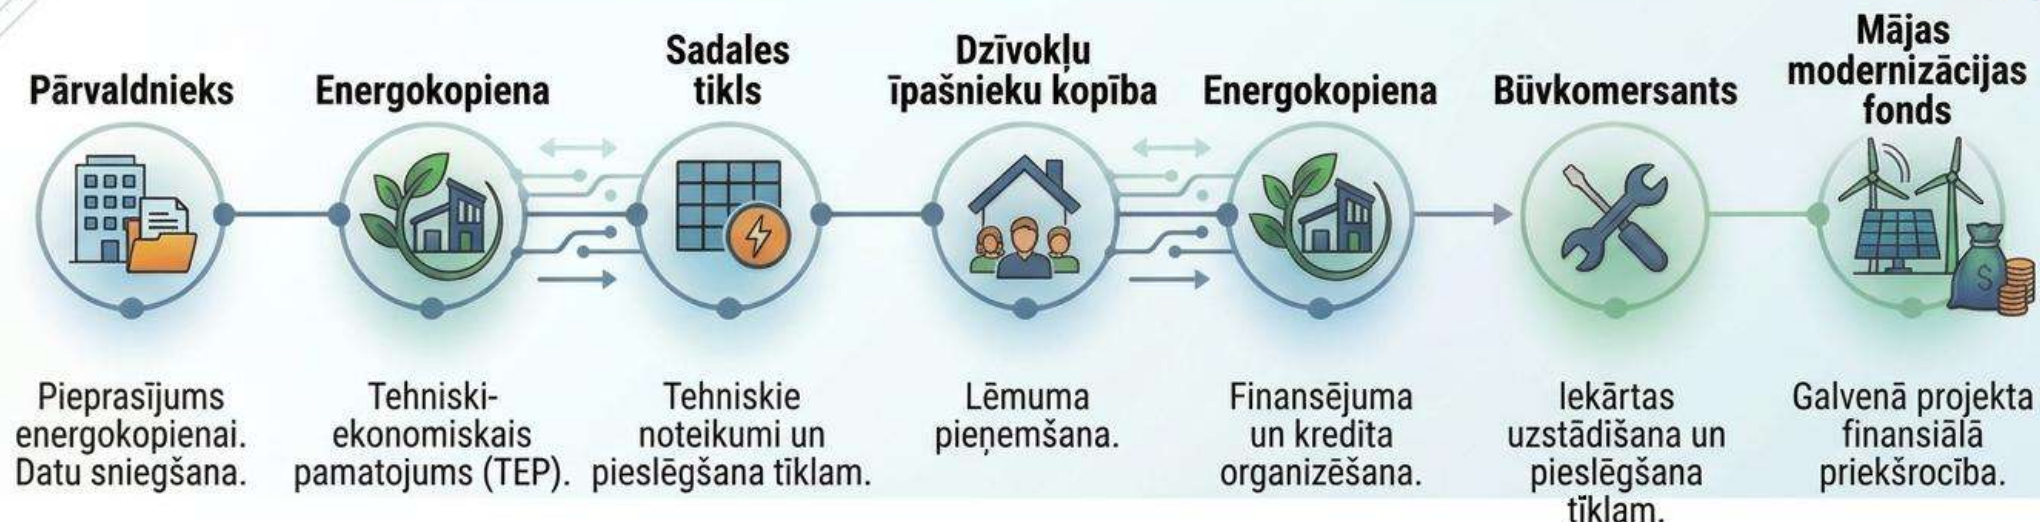 Pārvaldnieks
Pieprasījums
energokopienai.
Datu sniegšana.
Energokopiena
Tehniski-
ekonomiskais
pamatojums (TEP).
Sadales
tikls
Tehniskie
noteikumi un
pieslēgšana tīklam.
Dzīvokļu
īpašnieku kopība
Lēmuma
pieņemšana.
Energokopiena
Finansējuma
un kredita
organizēšana.
Büvkomersants
Iekārtas
uzstādišana un
pieslēgšana
tīklam.
Mājas
modernizācijas
fonds
$
Galvenā projekta
finansiālā
priekšrocība.